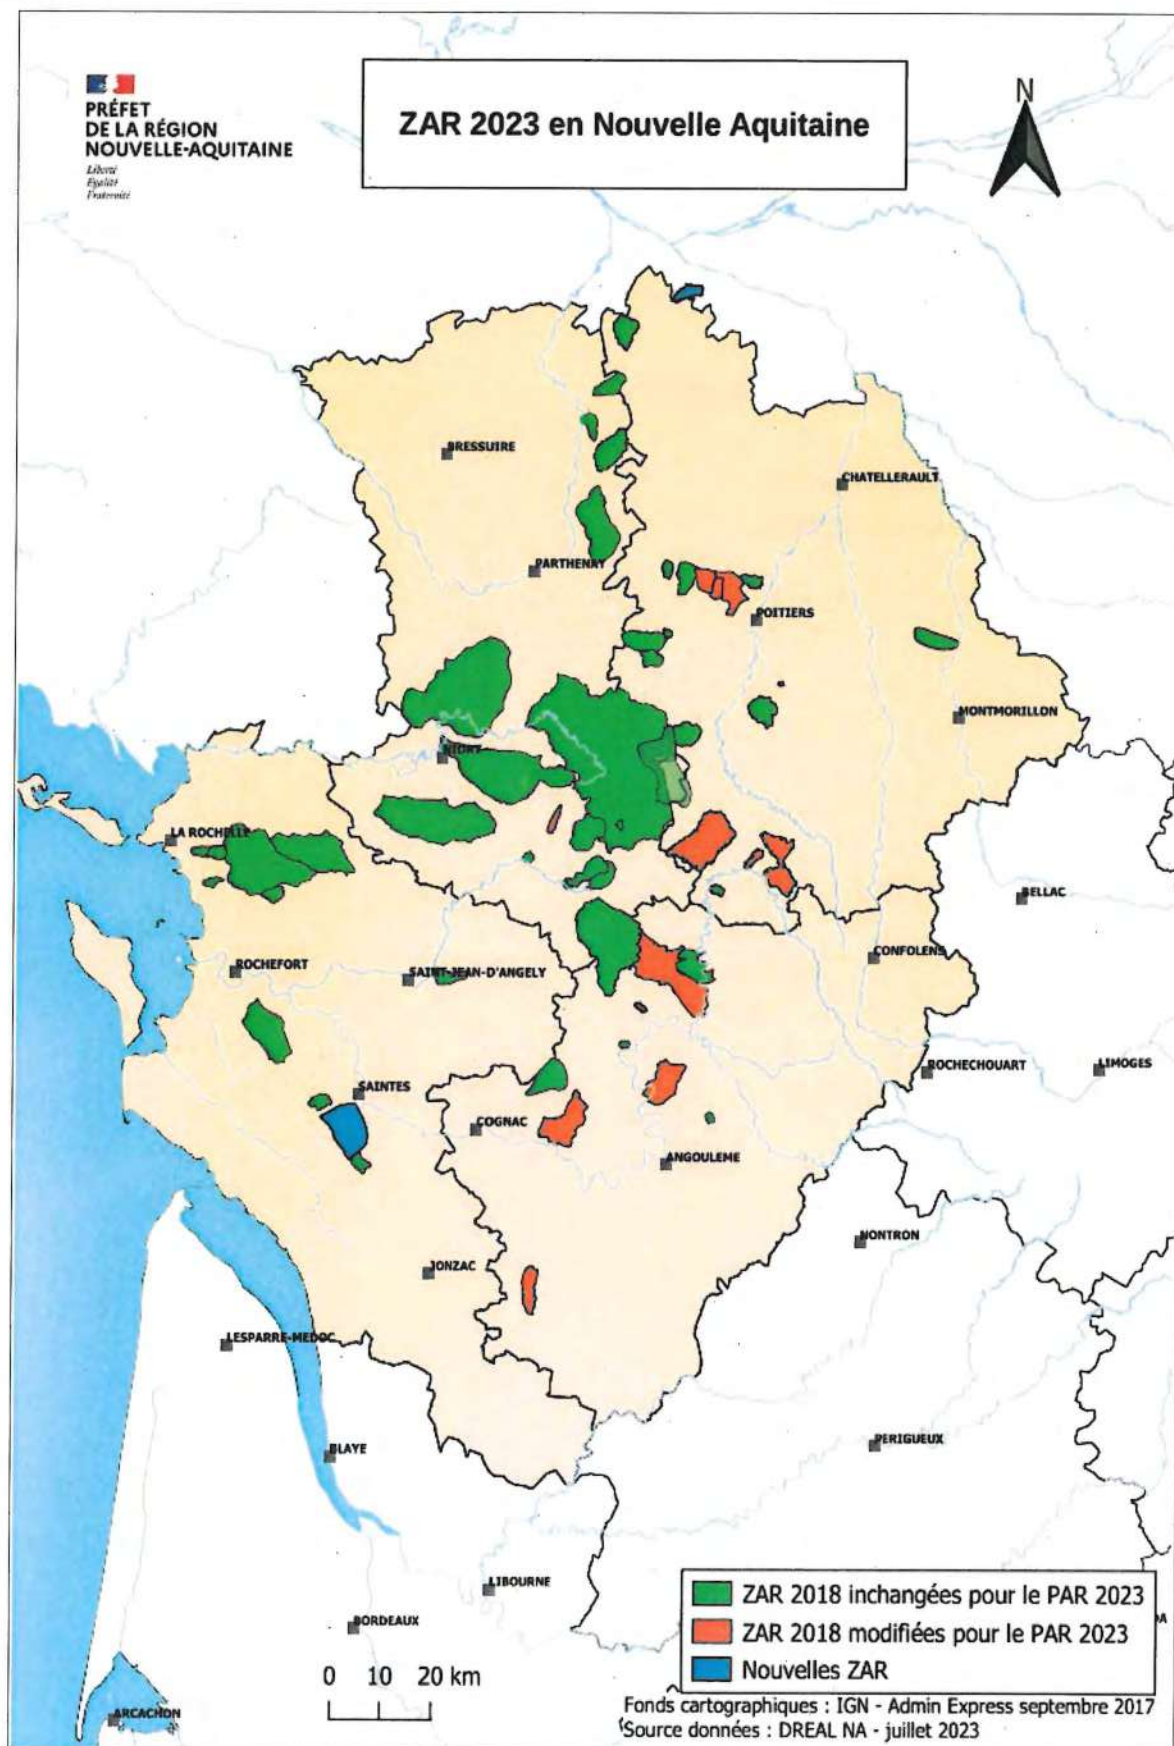 PRÉFET
DE LA RÉGION
NOUVELLE-AQUITAINE
Liberté
Égalité
Fraternité
ZAR 2023 en Nouvelle Aquitaine
N
BRESSUIRE
CHATELLERAULT
PARTHENAY
POITIERS
MONTMORILLON
NIORT
LA ROCHELLE
BELLAC
CONFOLENS
ROCHEFORT
SAINT-JEAN-D'ANGELY
ROCHECHOUART
LIMOGES
SAINTES
COGNAC
ANGOULEME
NONTRON
JONZAC
LESPARRE-MEDOC
PERIGUEUX
BLAYE
LIBOURNE
BORDEAUX
ARCACHON
0 10 20 km
ZAR 2018 inchangées pour le PAR 2023
ZAR 2018 modifiées pour le PAR 2023
Nouvelles ZAR
Fonds cartographiques : IGN - Admin Express septembre 2017
Source données : DREAL NA - juillet 2023